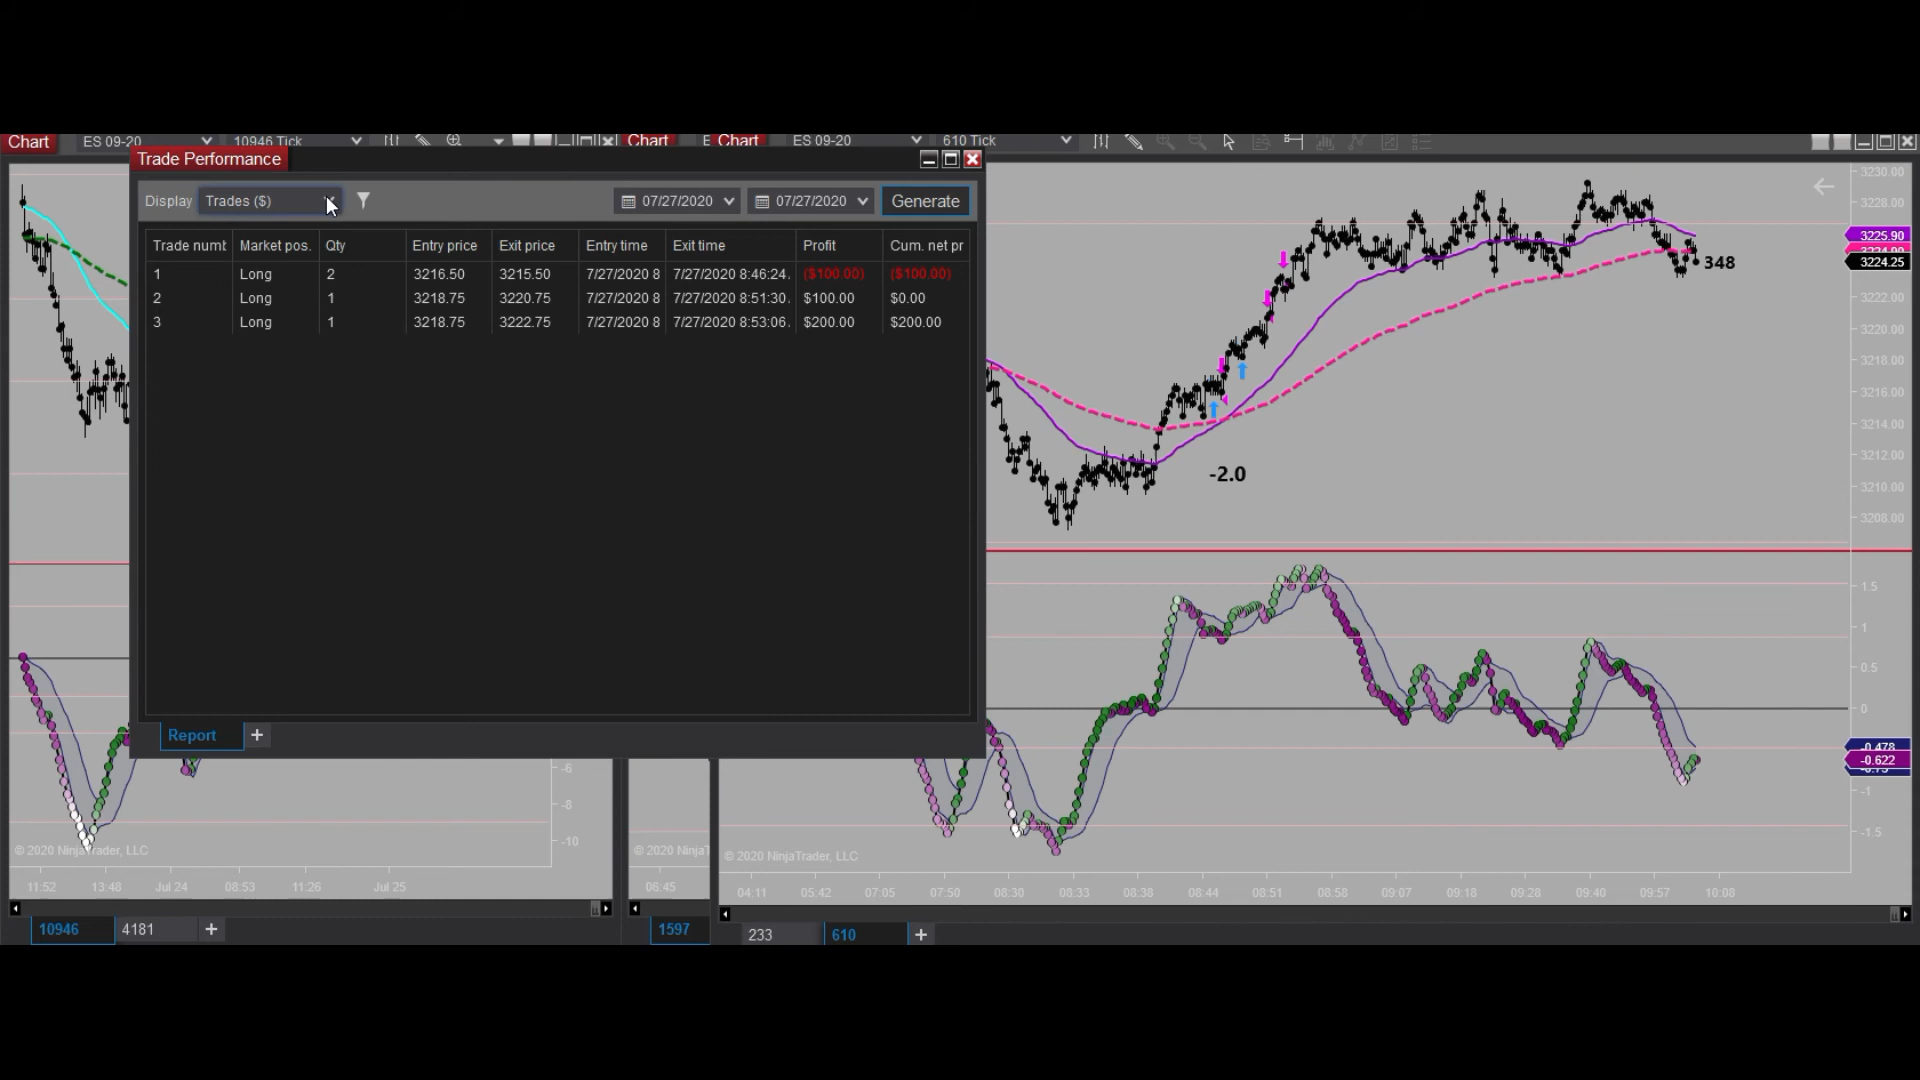 Chart ES 09-20 10946 Tick Chart E Chart ES 09-20 610 Tick
Trade Performance
Display Trades ($) 07/27/2020 07/27/2020 Generate
Trade numt Market pos. Qty Entry price Exit price Entry time Exit time Profit Cum. net pr
1 Long 2 3216.50 3215.50 7/27/2020 8 7/27/2020 8:46:24. ($100.00) ($100.00)
2 Long 1 3218.75 3220.75 7/27/2020 8 7/27/2020 8:51:30. $100.00 $0.00
3 Long 1 3218.75 3222.75 7/27/2020 8 7/27/2020 8:53:06. $200.00 $200.00
Report +
3230.00
3228.00
3225.90
3224.25
348
3222.00
3220.00
3218.00
3216.00
3214.00
3212.00
3210.00
3208.00
-2.0
1.5
1
0.5
0
-0.478
-0.622
-1
-1.5
-6
-8
-10
© 2020 NinjaTrader, LLC
© 2020 NinjaT
© 2020 NinjaTrader, LLC
11:52 13:48 Jul 24 08:53 11:26 Jul 25
06:45
04:11 05:42 07:05 07:50 08:30 08:33 08:38 08:44 08:51 08:58 09:07 09:18 09:28 09:40 09:57 10:08
10946 4181 +
1597
233 610 +